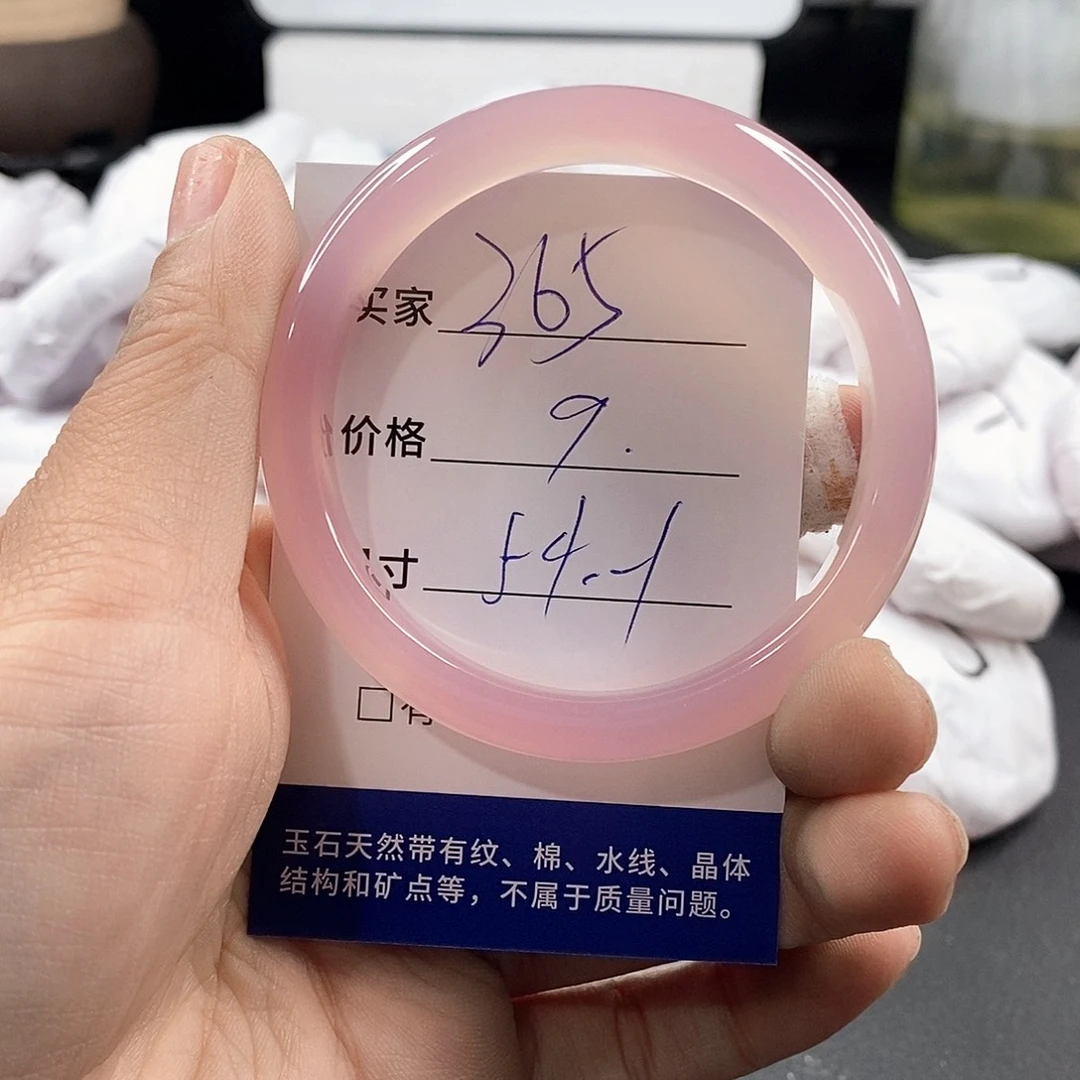 买家 365
价格 9.
寸 54.1
□有
玉石天然带有纹、棉、水线、晶体
结构和矿点等，不属于质量问题。